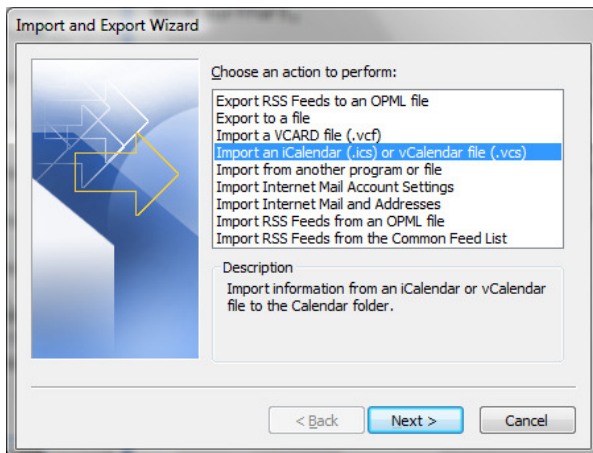 Import and Export Wizard
Choose an action to perform:
Export RSS Feeds to an OPML file
Export to a file
Import a VCARD file (.vcf)
Import an iCalendar (.ics) or vCalendar file (.vcs)
Import from another program or file
Import Internet Mail Account Settings
Import Internet Mail and Addresses
Import RSS Feeds from an OPML file
Import RSS Feeds from the Common Feed List
Description
Import information from an iCalendar or vCalendar
file to the Calendar folder.
< Back Next > Cancel